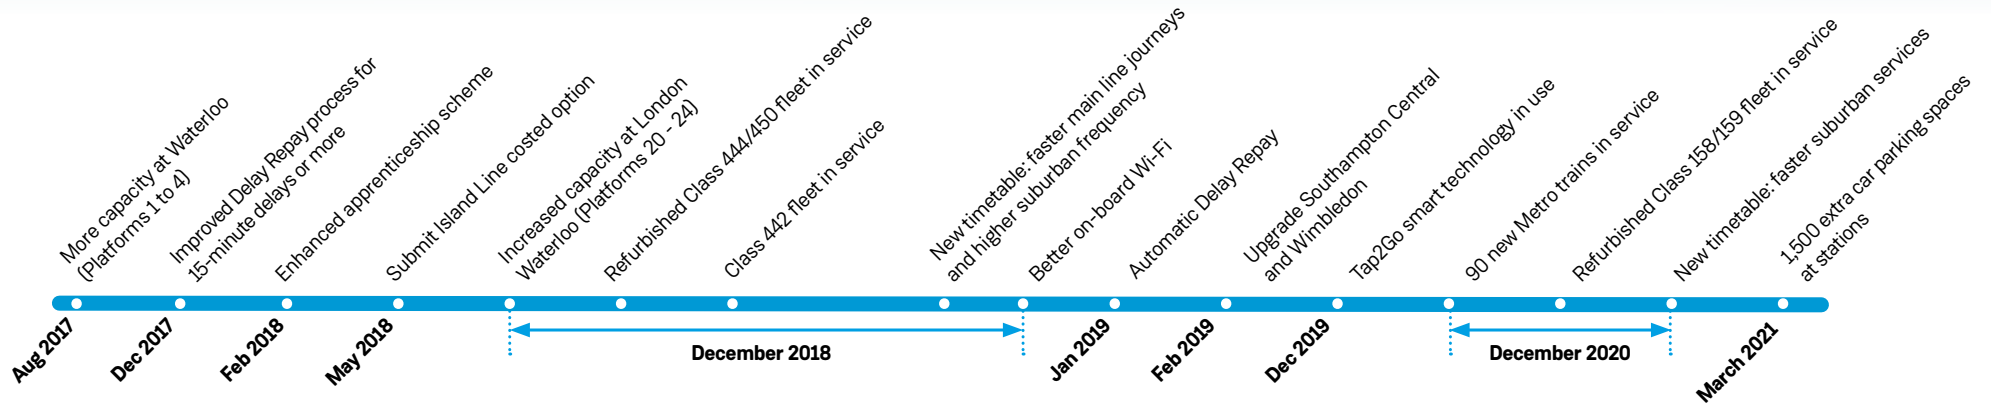 More capacity at Waterloo
(Platforms 1 to 4)
Improved Delay Repay process for
15-minute delays or more
Enhanced apprenticeship scheme
Submit Island Line costed option
Increased capacity at London
Waterloo (Platforms 20 - 24)
Refurbished Class 444/450 fleet in service
Class 442 fleet in service
New timetable: faster main line journeys
and higher suburban frequency
Better on-board Wi-Fi
Automatic Delay Repay
Upgrade Southampton Central
and Wimbledon
Tap2Go smart technology in use
90 new Metro trains in service
Refurbished Class 158/159 fleet in service
New timetable: faster suburban services
1,500 extra car parking spaces
at stations
Aug 2017
Dec 2017
Feb 2018
May 2018
December 2018
Jan 2019
Feb 2019
Dec 2019
December 2020
March 2021